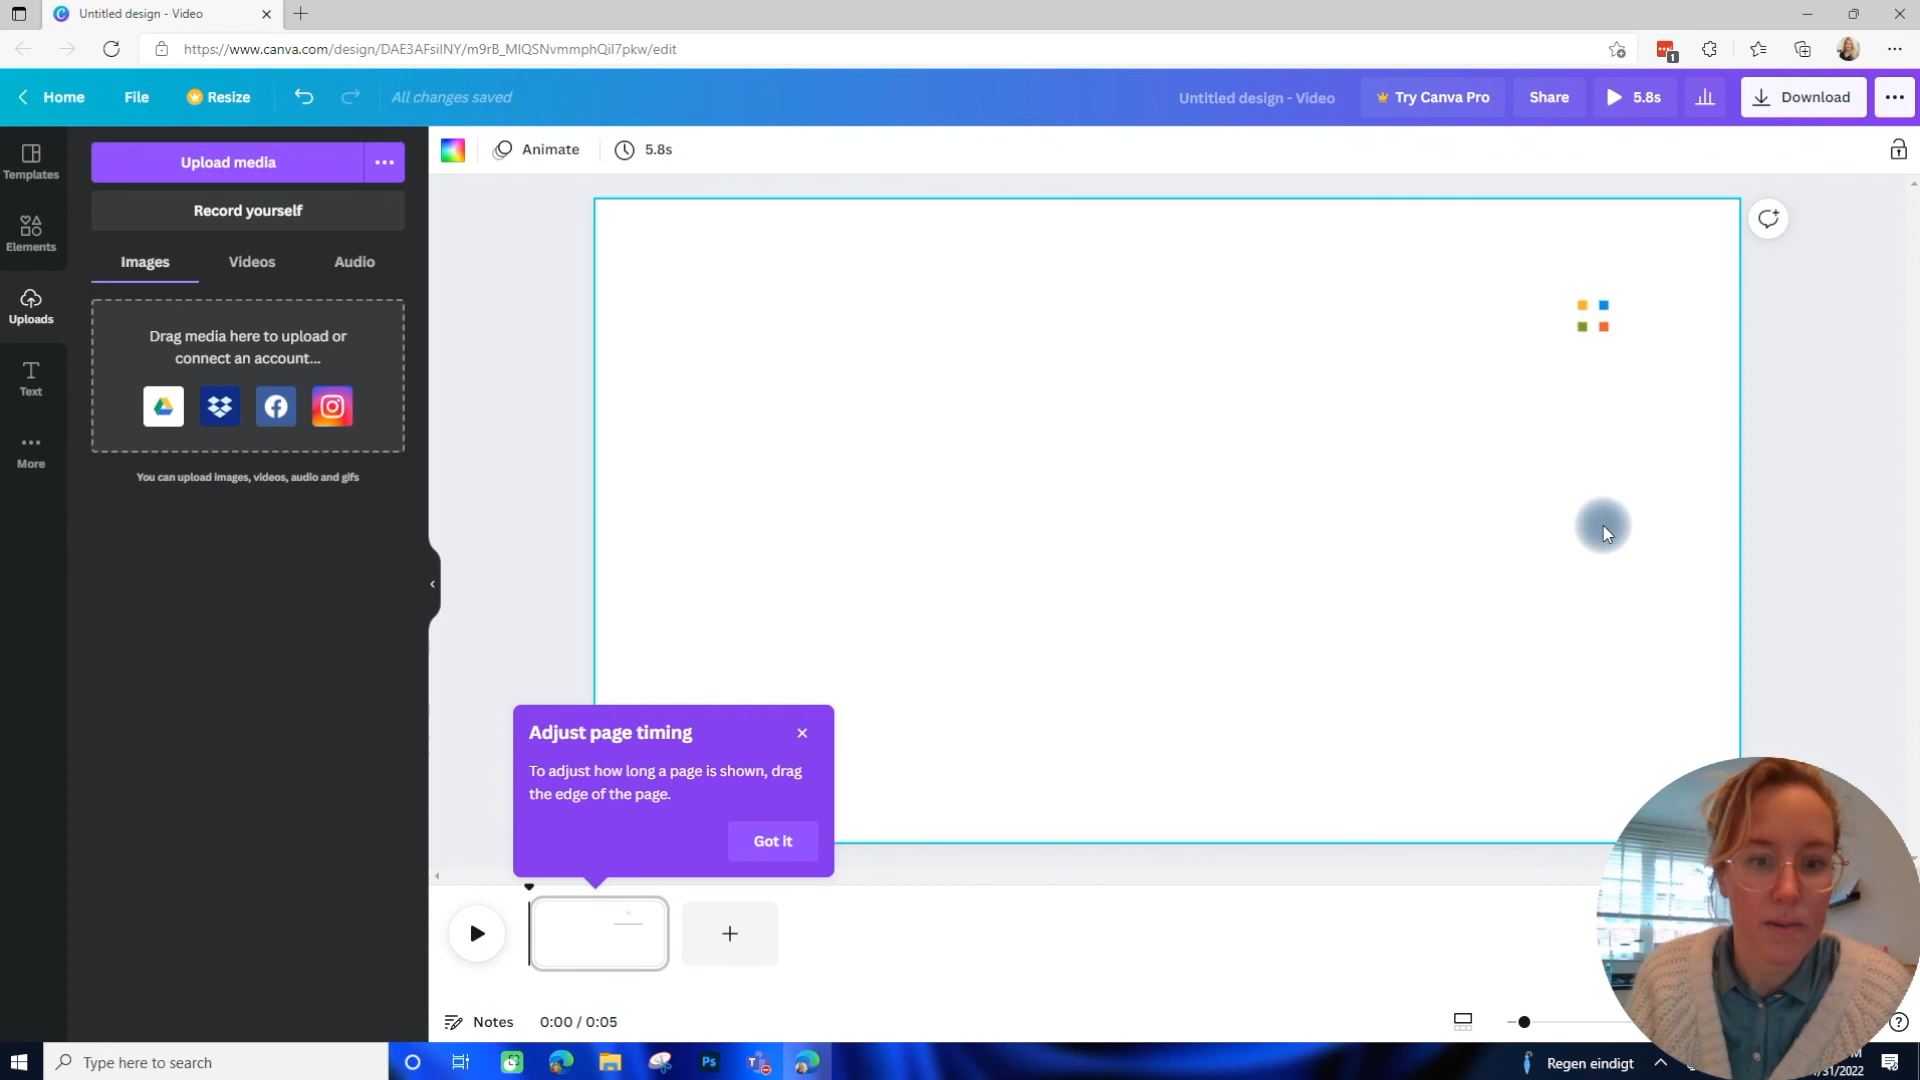 Untitled design - Video
https://www.canva.com/design/DAE3AFsilNY/m9rB_MIQSNvmmphQil7pkw/edit
1
Home
File
Resize
All changes saved
Untitled design - Video
Try Canva Pro
Share
5.8s
Download
Templates
Elements
Uploads
Text
More
Upload media
Record yourself
Images
Videos
Audio
Drag media here to upload or
connect an account...
You can upload images, videos, audio and gifs
Animate
5.8s
Adjust page timing
To adjust how long a page is shown, drag
the edge of the page.
Got it
Notes
0:00 / 0:05
Type here to search
Ps
Regen eindigt